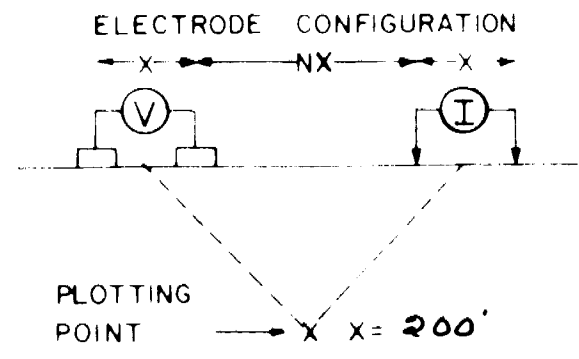 ELECTRODE CONFIGURATION
X NX X
V I
PLOTTING
POINT X X = 200'